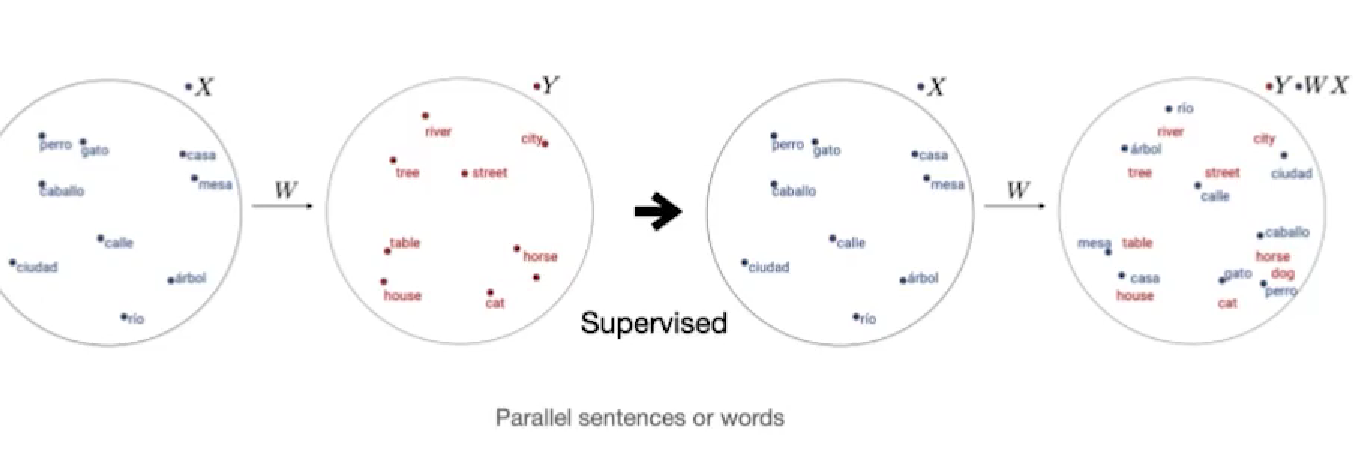 X
perro
gato
casa
mesa
caballo
calle
ciudad
árbol
río
W
Y
river
city
tree
street
table
horse
house
cat
Supervised
X
perro
gato
casa
mesa
caballo
calle
ciudad
árbol
río
W
Y WX
río
river
city
árbol
ciudad
tree
street
calle
caballo
mesa table
horse
gato dog
casa
perro
house
cat
Parallel sentences or words